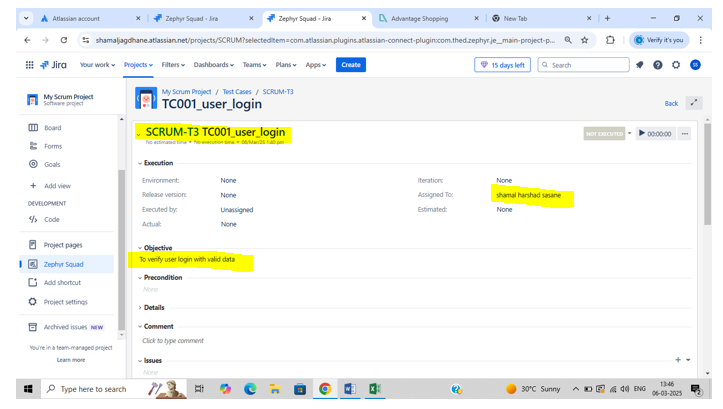 Atlassian account
Zephyr Squad - Jira
Zephyr Squad - Jira
Advantage Shopping
New Tab
shamaljagdhane.atlassian.net/projects/SCRUM?selectedItem=com.atlassian.plugins.atlassian-connect-plugin:com.thed.zephyr.je__main-project-p...
Verify it's you
Jira Your work Projects Filters Dashboards Teams Plans Apps Create
15 days left
Search
SS
My Scrum Project
Software project
Board
Forms
Goals
Add view
DEVELOPMENT
Code
Project pages
Zephyr Squad
Add shortcut
Project settings
Archived issues NEW
You're in a team-managed project
Learn more
My Scrum Project / Test Cases / SCRUM-T3
TC001_user_login
Back
SCRUM-T3 TC001_user_login
NOT EXECUTED
00:00:00
No estimated time • No execution time • 06/Mar/25 1:40 pm
Execution
Environment: None
Iteration: None
Release version: None
Assigned To: shamal harshad sasane
Executed by: Unassigned
Estimated: None
Actual: None
Objective
To verify user login with valid data
Precondition
None
Details
Comment
Click to type comment
Issues
None
Type here to search
30°C Sunny
ENG
13:46
06-03-2025
2